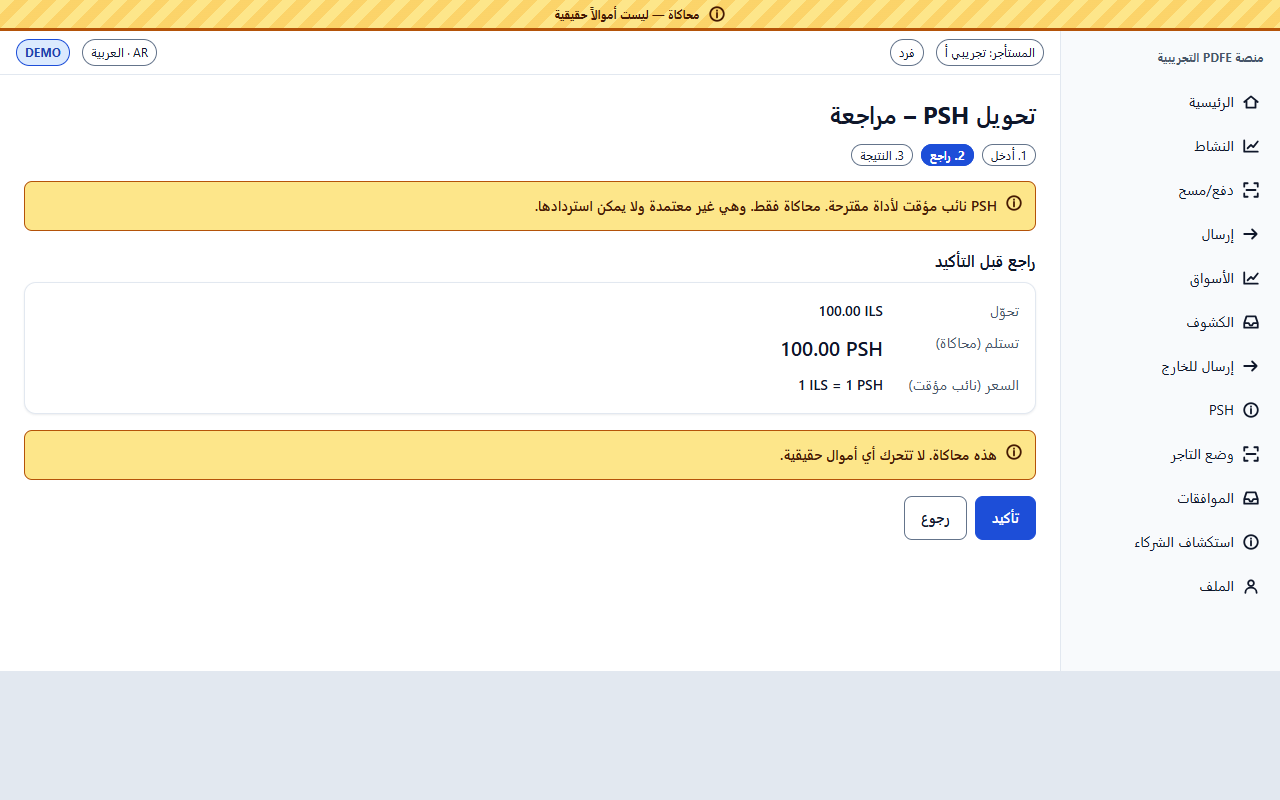 محاكاة — ليست أموالاً حقيقية
منصة PDFE التجريبية
الرئيسية
النشاط
دفع/مسح
إرسال
الأسواق
الكشوف
إرسال للخارج
PSH
وضع التاجر
الموافقات
استكشاف الشركاء
الملف
المستأجر: تجريبي أ
فرد
AR · العربية
DEMO
تحويل PSH – مراجعة
1. أدخل
2. راجع
3. النتيجة
PSH نائب مؤقت لأداة مقترحة. محاكاة فقط. وهي غير معتمدة ولا يمكن استردادها.
راجع قبل التأكيد
تحوّل 100.00 ILS
تستلم (محاكاة) 100.00 PSH
السعر (نائب مؤقت) 1 ILS = 1 PSH
هذه محاكاة. لا تتحرك أي أموال حقيقية.
تأكيد
رجوع